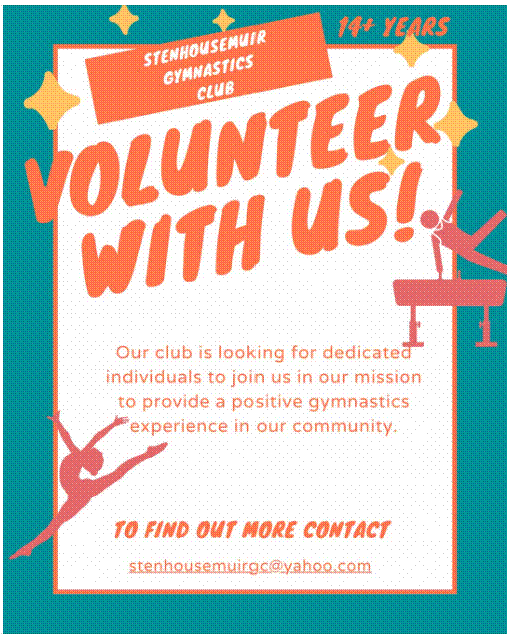 14+ YEARS
STENHOUSEMUIR
GYMNASTICS
CLUB
VOLUNTEER
WITH US!
Our club is looking for dedicated
individuals to join us in our mission
to provide a positive gymnastics
experience in our community.
TO FIND OUT MORE CONTACT
stenhousemuirgc@yahoo.com